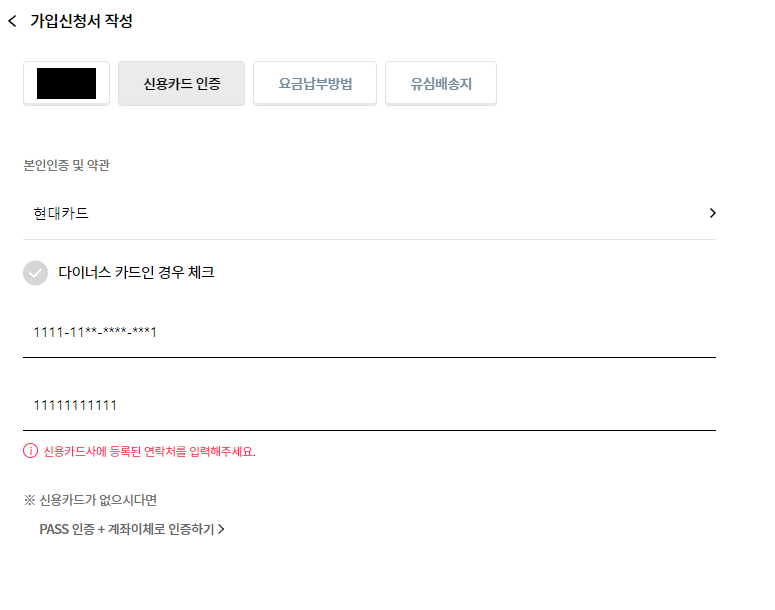 가입신청서 작성
신용카드 인증 요금납부방법 유심배송지
본인인증 및 약관
현대카드
다이너스 카드인 경우 체크
1111-11**-****-***1
11111111111
신용카드사에 등록된 연락처를 입력해주세요.
※ 신용카드가 없으시다면
PASS 인증 + 계좌이체로 인증하기